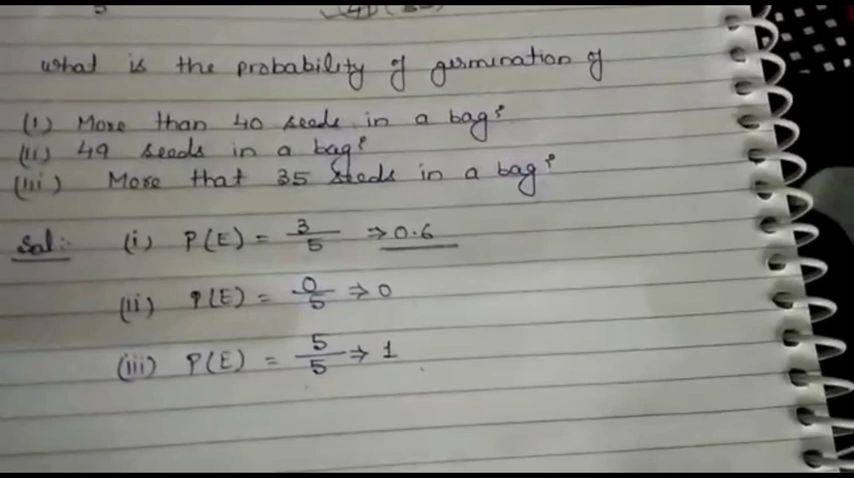 what is the probability of germination of
(i) More than 40 seeds in a bag?
(ii) 49 seeds in a bag?
(iii) More that 35 seeds in a bag?
Sol:- (i) P(E) = 3/5 ⇒ 0.6
(ii) P(E) = 0/5 ⇒ 0
(iii) P(E) = 5/5 ⇒ 1